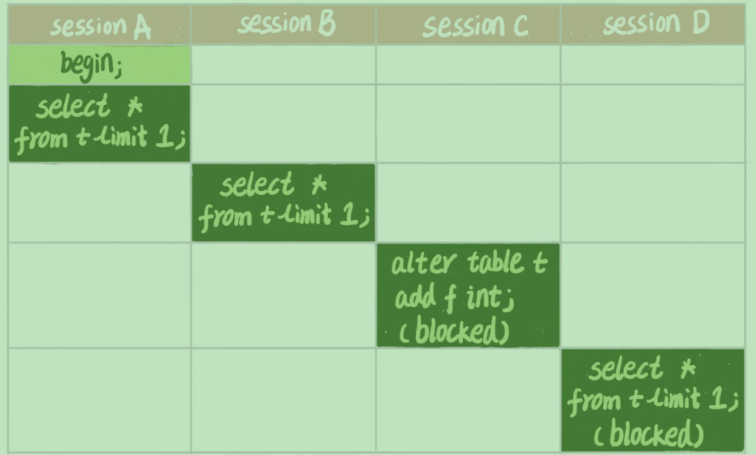 session A
session B
session C
session D
begin;
select *
from t limit 1;
select *
from t limit 1;
alter table t
add f int;
(blocked)
select *
from t limit 1;
(blocked)